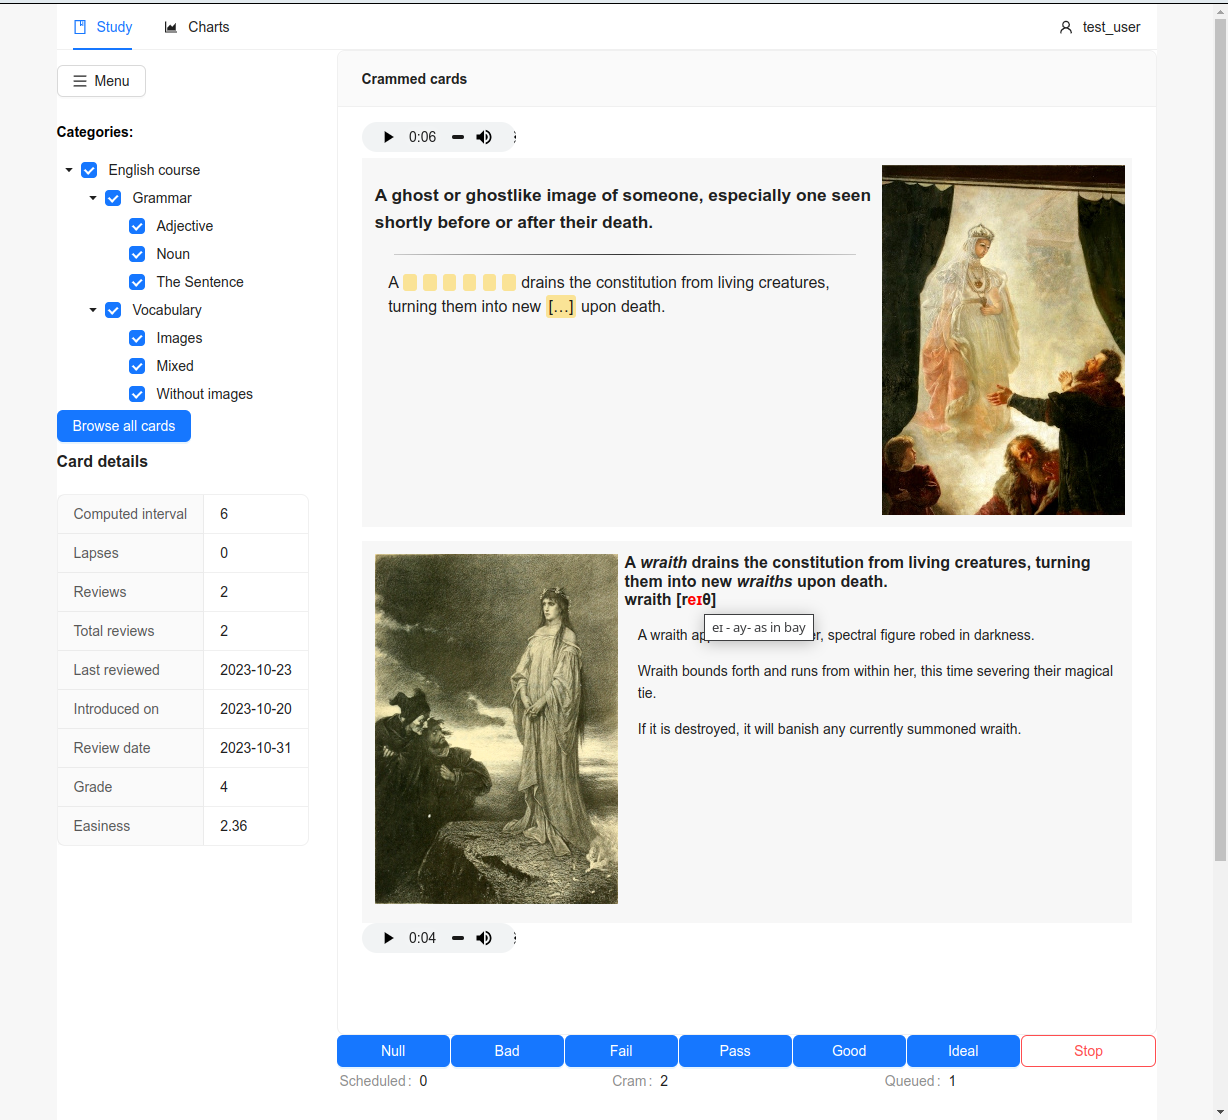 Study
Charts
test_user
Menu
Crammed cards
Categories:
English course
Grammar
Adjective
Noun
The Sentence
Vocabulary
Images
Mixed
Without images
Browse all cards
Card details
Computed interval 6
Lapses 0
Reviews 2
Total reviews 2
Last reviewed 2023-10-23
Introduced on 2023-10-20
Review date 2023-10-31
Grade 4
Easiness 2.36
0:06
A ghost or ghostlike image of someone, especially one seen
shortly before or after their death.
A drains the constitution from living creatures,
turning them into new [...] upon death.
A wraith drains the constitution from living creatures, turning
them into new wraiths upon death.
wraith [reɪθ]
eɪ - ay- as in bay
A wraith r, spectral figure robed in darkness.
Wraith bounds forth and runs from within her, this time severing their magical
tie.
If it is destroyed, it will banish any currently summoned wraith.
0:04
Null
Bad
Fail
Pass
Good
Ideal
Stop
Scheduled: 0
Cram: 2
Queued: 1